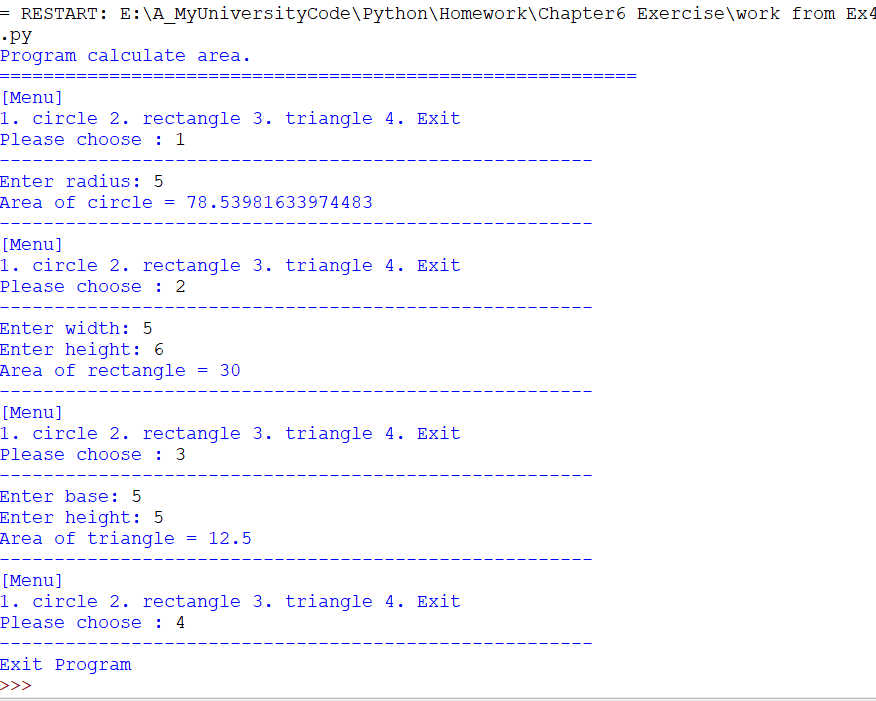 = RESTART: E:\A_MyUniversityCode\Python\Homework\Chapter6 Exercise\work from Ex4
.py
Program calculate area.
==========================================================
[Menu]
1. circle 2. rectangle 3. triangle 4. Exit
Please choose : 1
------------------------------------------------------
Enter radius: 5
Area of circle = 78.53981633974483
------------------------------------------------------
[Menu]
1. circle 2. rectangle 3. triangle 4. Exit
Please choose : 2
------------------------------------------------------
Enter width: 5
Enter height: 6
Area of rectangle = 30
------------------------------------------------------
[Menu]
1. circle 2. rectangle 3. triangle 4. Exit
Please choose : 3
------------------------------------------------------
Enter base: 5
Enter height: 5
Area of triangle = 12.5
------------------------------------------------------
[Menu]
1. circle 2. rectangle 3. triangle 4. Exit
Please choose : 4
------------------------------------------------------
Exit Program
>>>